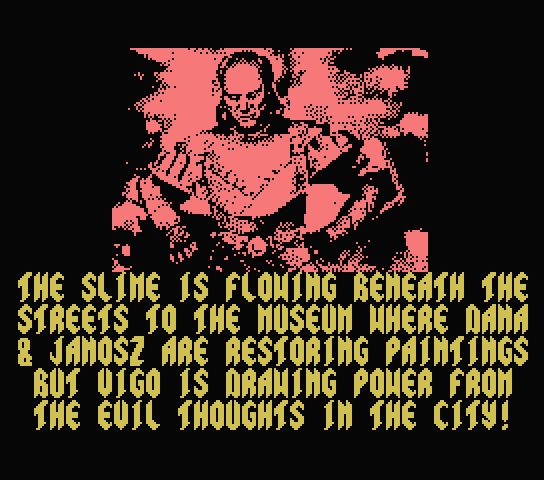 THE SLIME IS FLOWING BENEATH THE
STREETS TO THE MUSEUM WHERE DANA
& JANOSZ ARE RESTORING PAINTINGS
BUT VIGO IS DRAWING POWER FROM
THE EVIL THOUGHTS IN THE CITY!